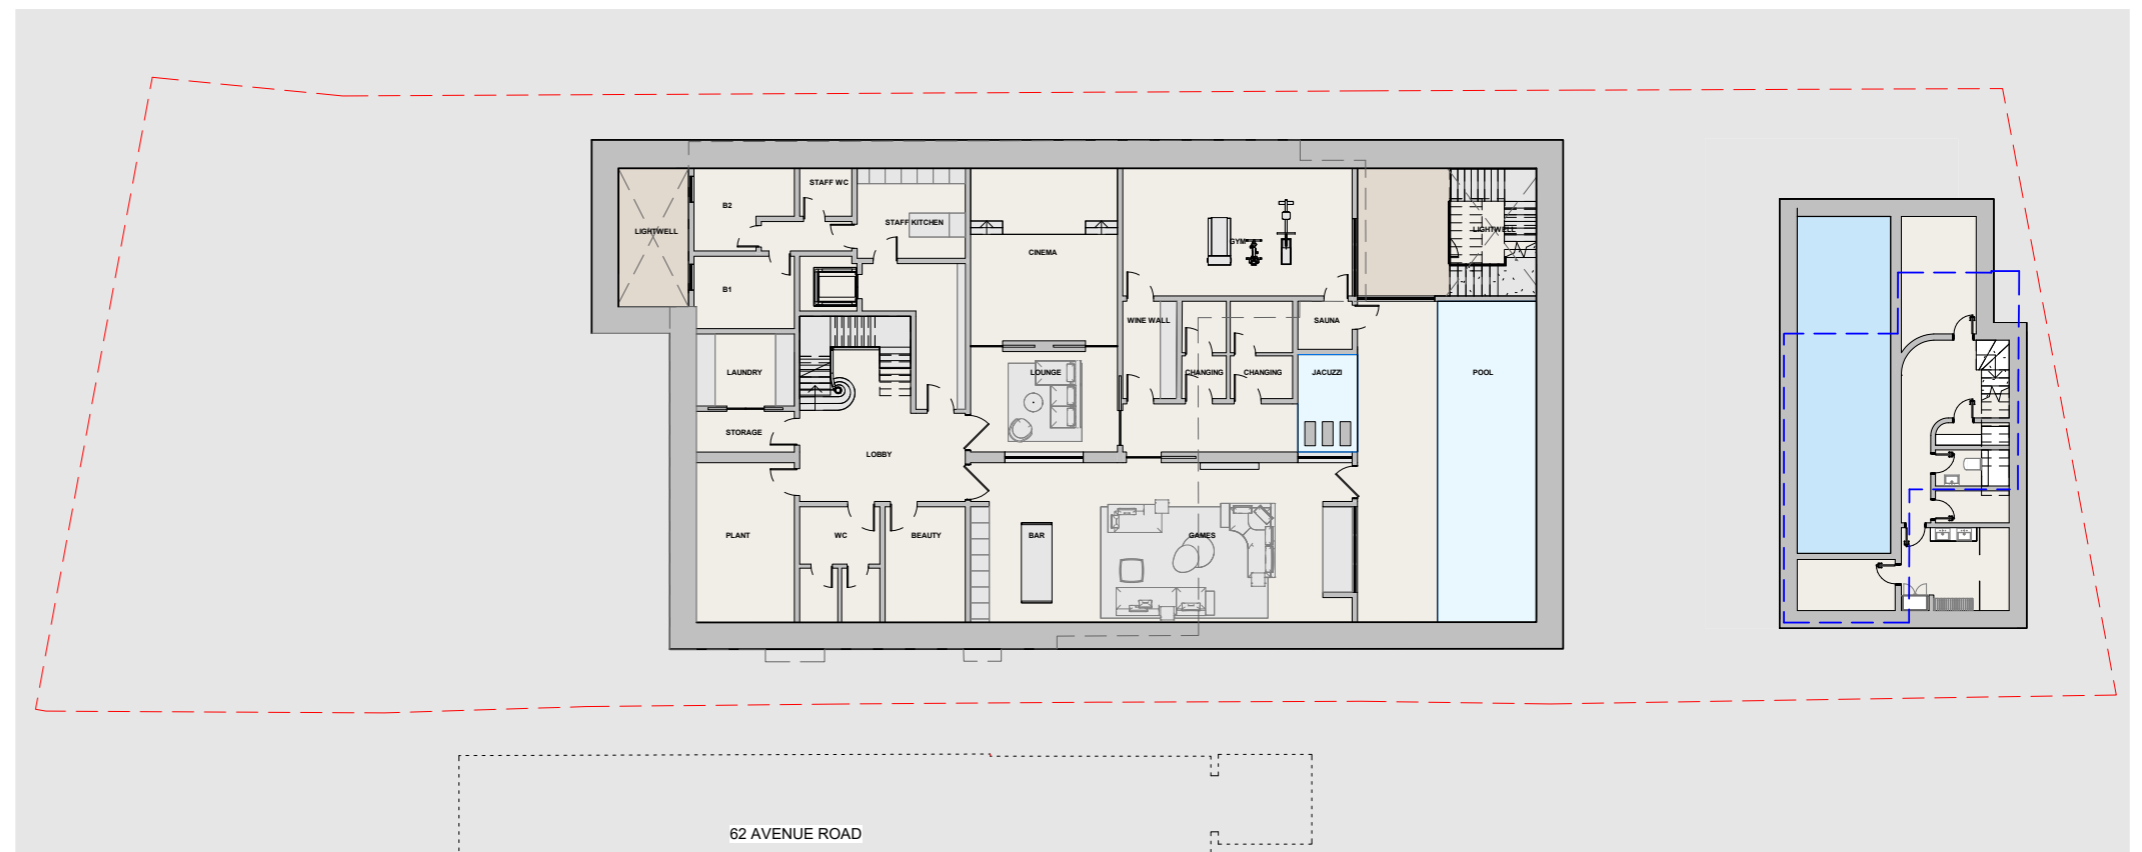 STAFF WC
B2
STAFF KITCHEN
LIGHTWELL
LIGHTWELL
GYM
CINEMA
B1
WINE WALL
SAUNA
LAUNDRY
LOUNGE
CHANGING
CHANGING
JACUZZI
POOL
STORAGE
LOBBY
PLANT
WC
BEAUTY
BAR
GAMES
62 AVENUE ROAD